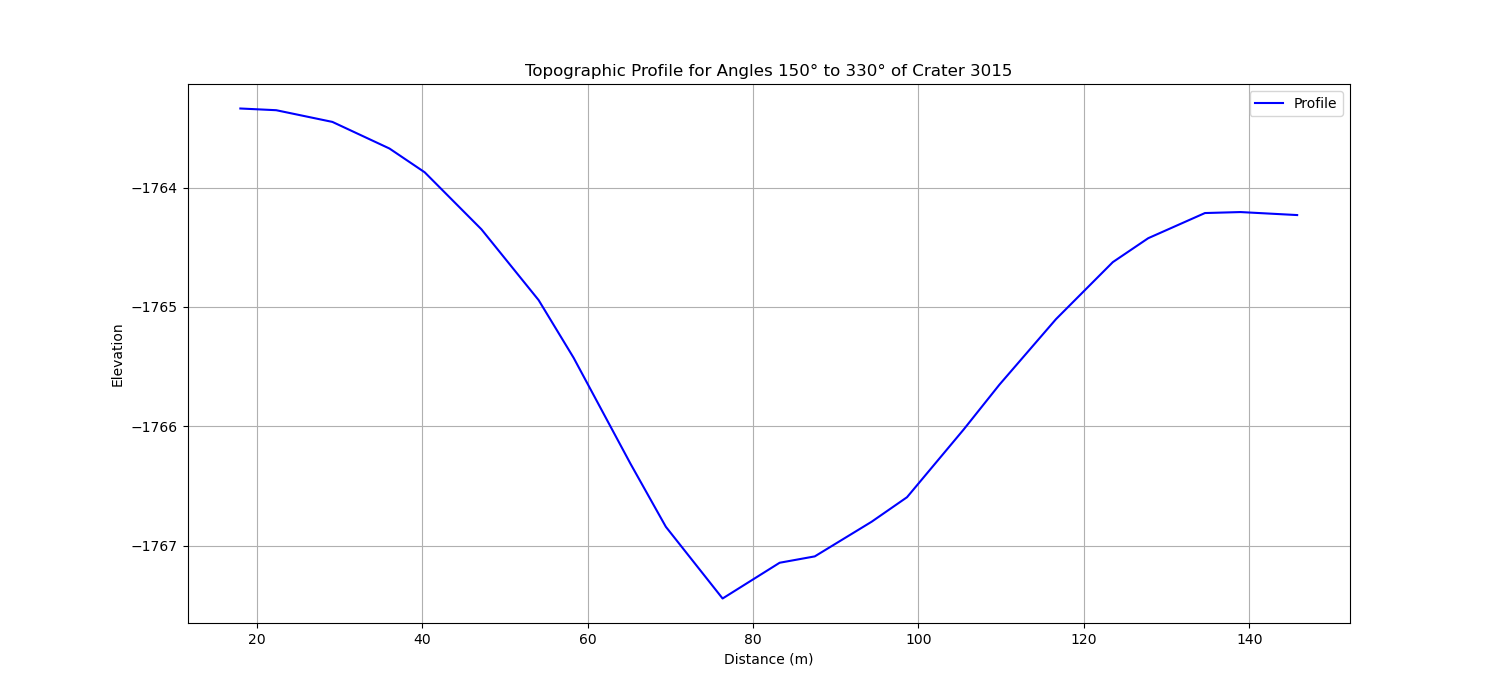 Topographic Profile for Angles 150° to 330° of Crater 3015
Profile
−1764
−1765
−1766
−1767
Elevation
20 40 60 80 100 120 140
Distance (m)